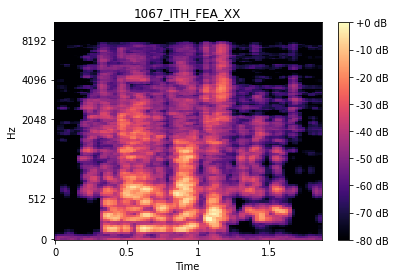 1067_ITH_FEA_XX
+0 dB
8192
-10 dB
4096
-20 dB
-30 dB
2048
Hz
-40 dB
1024
-50 dB
512
-60 dB
-70 dB
0
-80 dB
0 0.5 1 1.5
Time